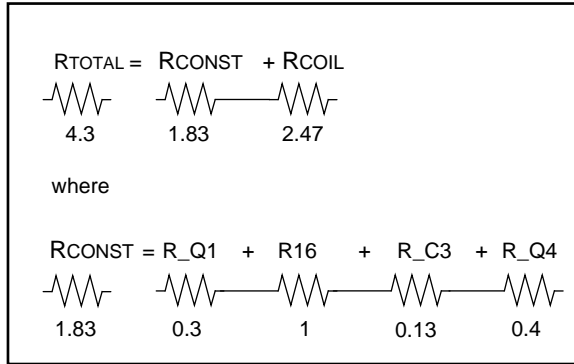 RTOTAL = RCONST + RCOIL
4.3 1.83 2.47
where
RCONST = R_Q1 + R16 + R_C3 + R_Q4
1.83 0.3 1 0.13 0.4